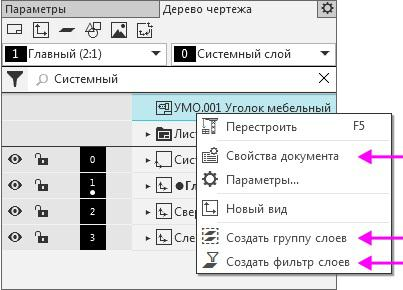 Параметры
Дерево чертежа
1 Главный (2:1)
0 Системный слой
Системный
УМО.001 Уголок мебельный
Лис
0 Сис
1 Г
2 Све
3 Сле
Перестроить F5
Свойства документа
Параметры...
Новый вид
Создать группу слоев
Создать фильтр слоев